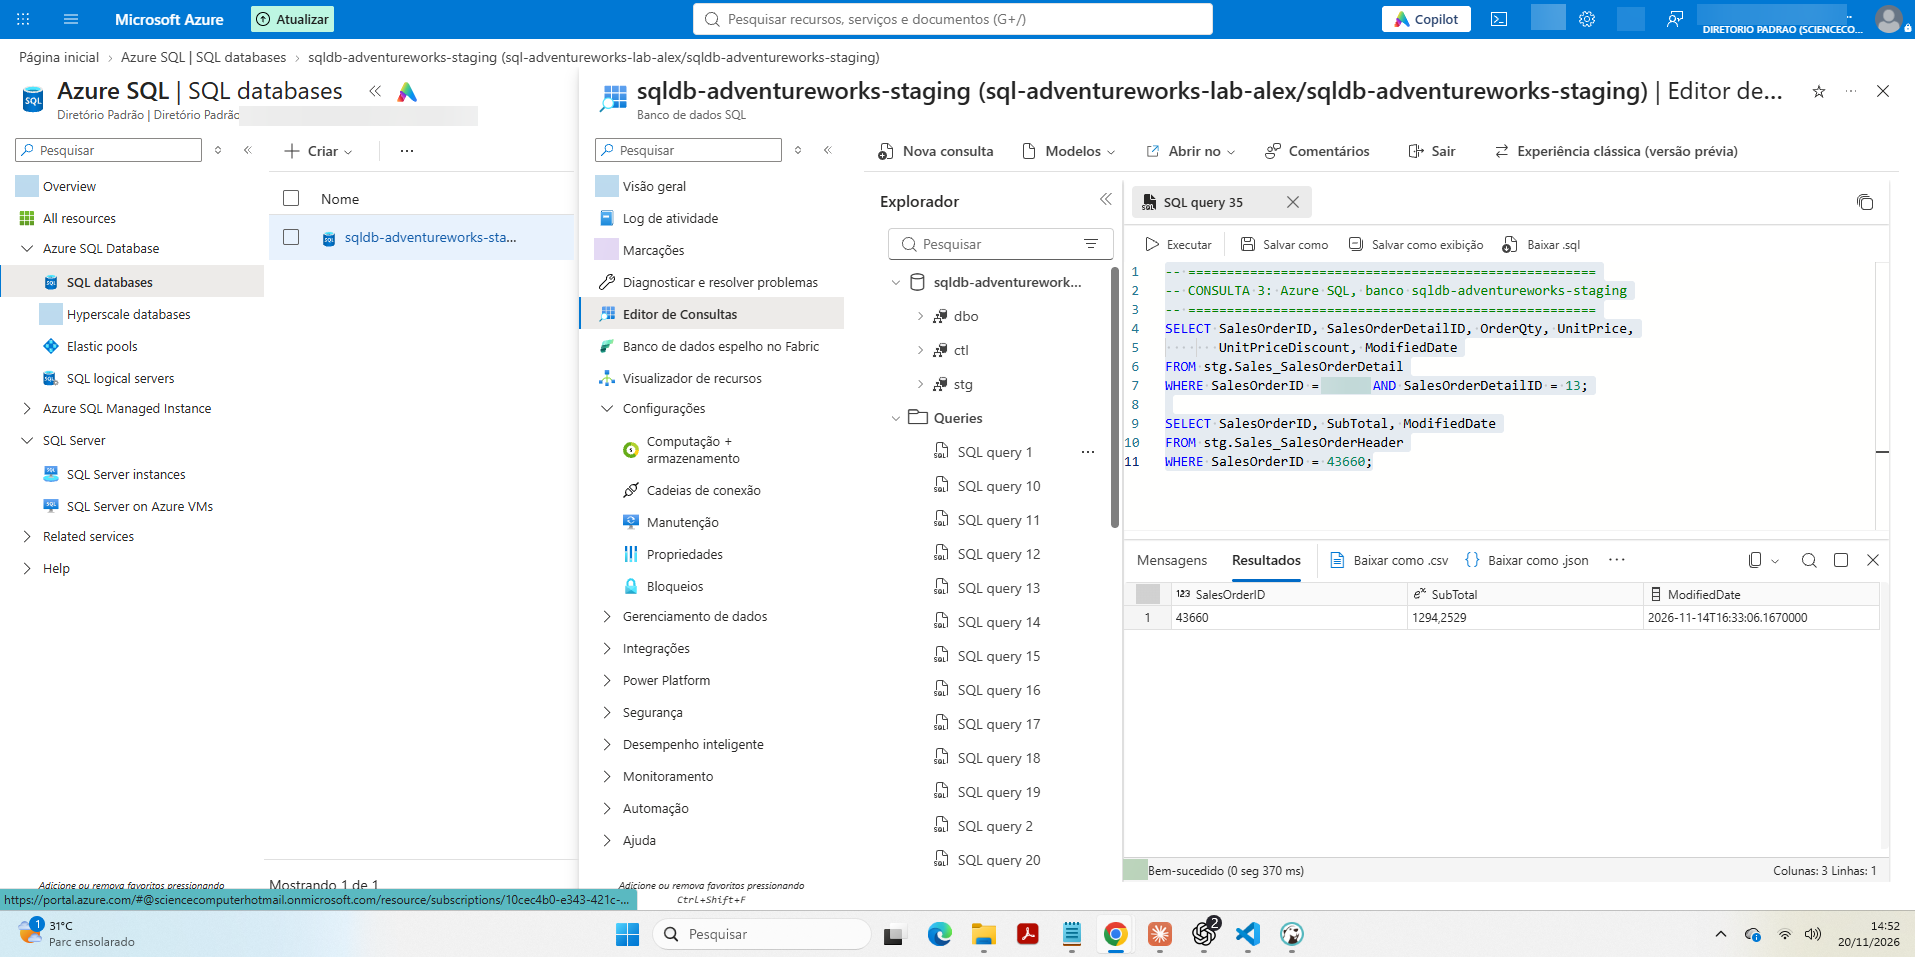 Microsoft Azure
Atualizar
Pesquisar recursos, serviços e documentos (G+/)
Copilot
DIRETORIO PADRAO (SCIENCECO...
Página inicial > Azure SQL | SQL databases > sqldb-adventureworks-staging (sql-adventureworks-lab-alex/sqldb-adventureworks-staging)
Azure SQL | SQL databases
Diretório Padrão | Diretório Padrão
Pesquisar
Criar
Overview
All resources
Azure SQL Database
SQL databases
Hyperscale databases
Elastic pools
SQL logical servers
Azure SQL Managed Instance
SQL Server
SQL Server instances
SQL Server on Azure VMs
Related services
Help
Adicione ou remova favoritos pressionando
Nome
sqldb-adventureworks-sta...
Mostrando 1 de 1
sqldb-adventureworks-staging (sql-adventureworks-lab-alex/sqldb-adventureworks-staging) | Editor de...
Banco de dados SQL
Pesquisar
Visão geral
Log de atividade
Marcações
Diagnosticar e resolver problemas
Editor de Consultas
Banco de dados espelho no Fabric
Visualizador de recursos
Configurações
Computação +
armazenamento
Cadeias de conexão
Manutenção
Propriedades
Bloqueios
Gerenciamento de dados
Integrações
Power Platform
Segurança
Desempenho inteligente
Monitoramento
Automação
Ajuda
Adicione ou remova favoritos pressionando
Ctrl+Shift+F
Nova consulta
Modelos
Abrir no
Comentários
Sair
Experiência clássica (versão prévia)
Explorador
Pesquisar
sqldb-adventurework...
dbo
ctl
stg
Queries
SQL query 1
SQL query 10
SQL query 11
SQL query 12
SQL query 13
SQL query 14
SQL query 15
SQL query 16
SQL query 17
SQL query 18
SQL query 19
SQL query 2
SQL query 20
SQL query 35
Executar
Salvar como
Salvar como exibição
Baixar .sql
1 -- =====================================================
2 -- CONSULTA 3: Azure SQL, banco sqldb-adventureworks-staging
3 -- =====================================================
4 SELECT SalesOrderID, SalesOrderDetailID, OrderQty, UnitPrice,
5 UnitPriceDiscount, ModifiedDate
6 FROM stg.Sales_SalesOrderDetail
7 WHERE SalesOrderID = AND SalesOrderDetailID = 13;
8
9 SELECT SalesOrderID, SubTotal, ModifiedDate
10 FROM stg.Sales_SalesOrderHeader
11 WHERE SalesOrderID = 43660;
Mensagens
Resultados
Baixar como .csv
Baixar como .json
SalesOrderID SubTotal ModifiedDate
1 43660 1294,2529 2026-11-14T16:33:06.1670000
Bem-sucedido (0 seg 370 ms)
Colunas: 3 Linhas: 1
https://portal.azure.com/#@sciencecomputerhotmail.onmicrosoft.com/resource/subscriptions/10cec4b0-e343-421c-...
1
31°C
Parc ensolarado
Pesquisar
2
14:52
20/11/2026